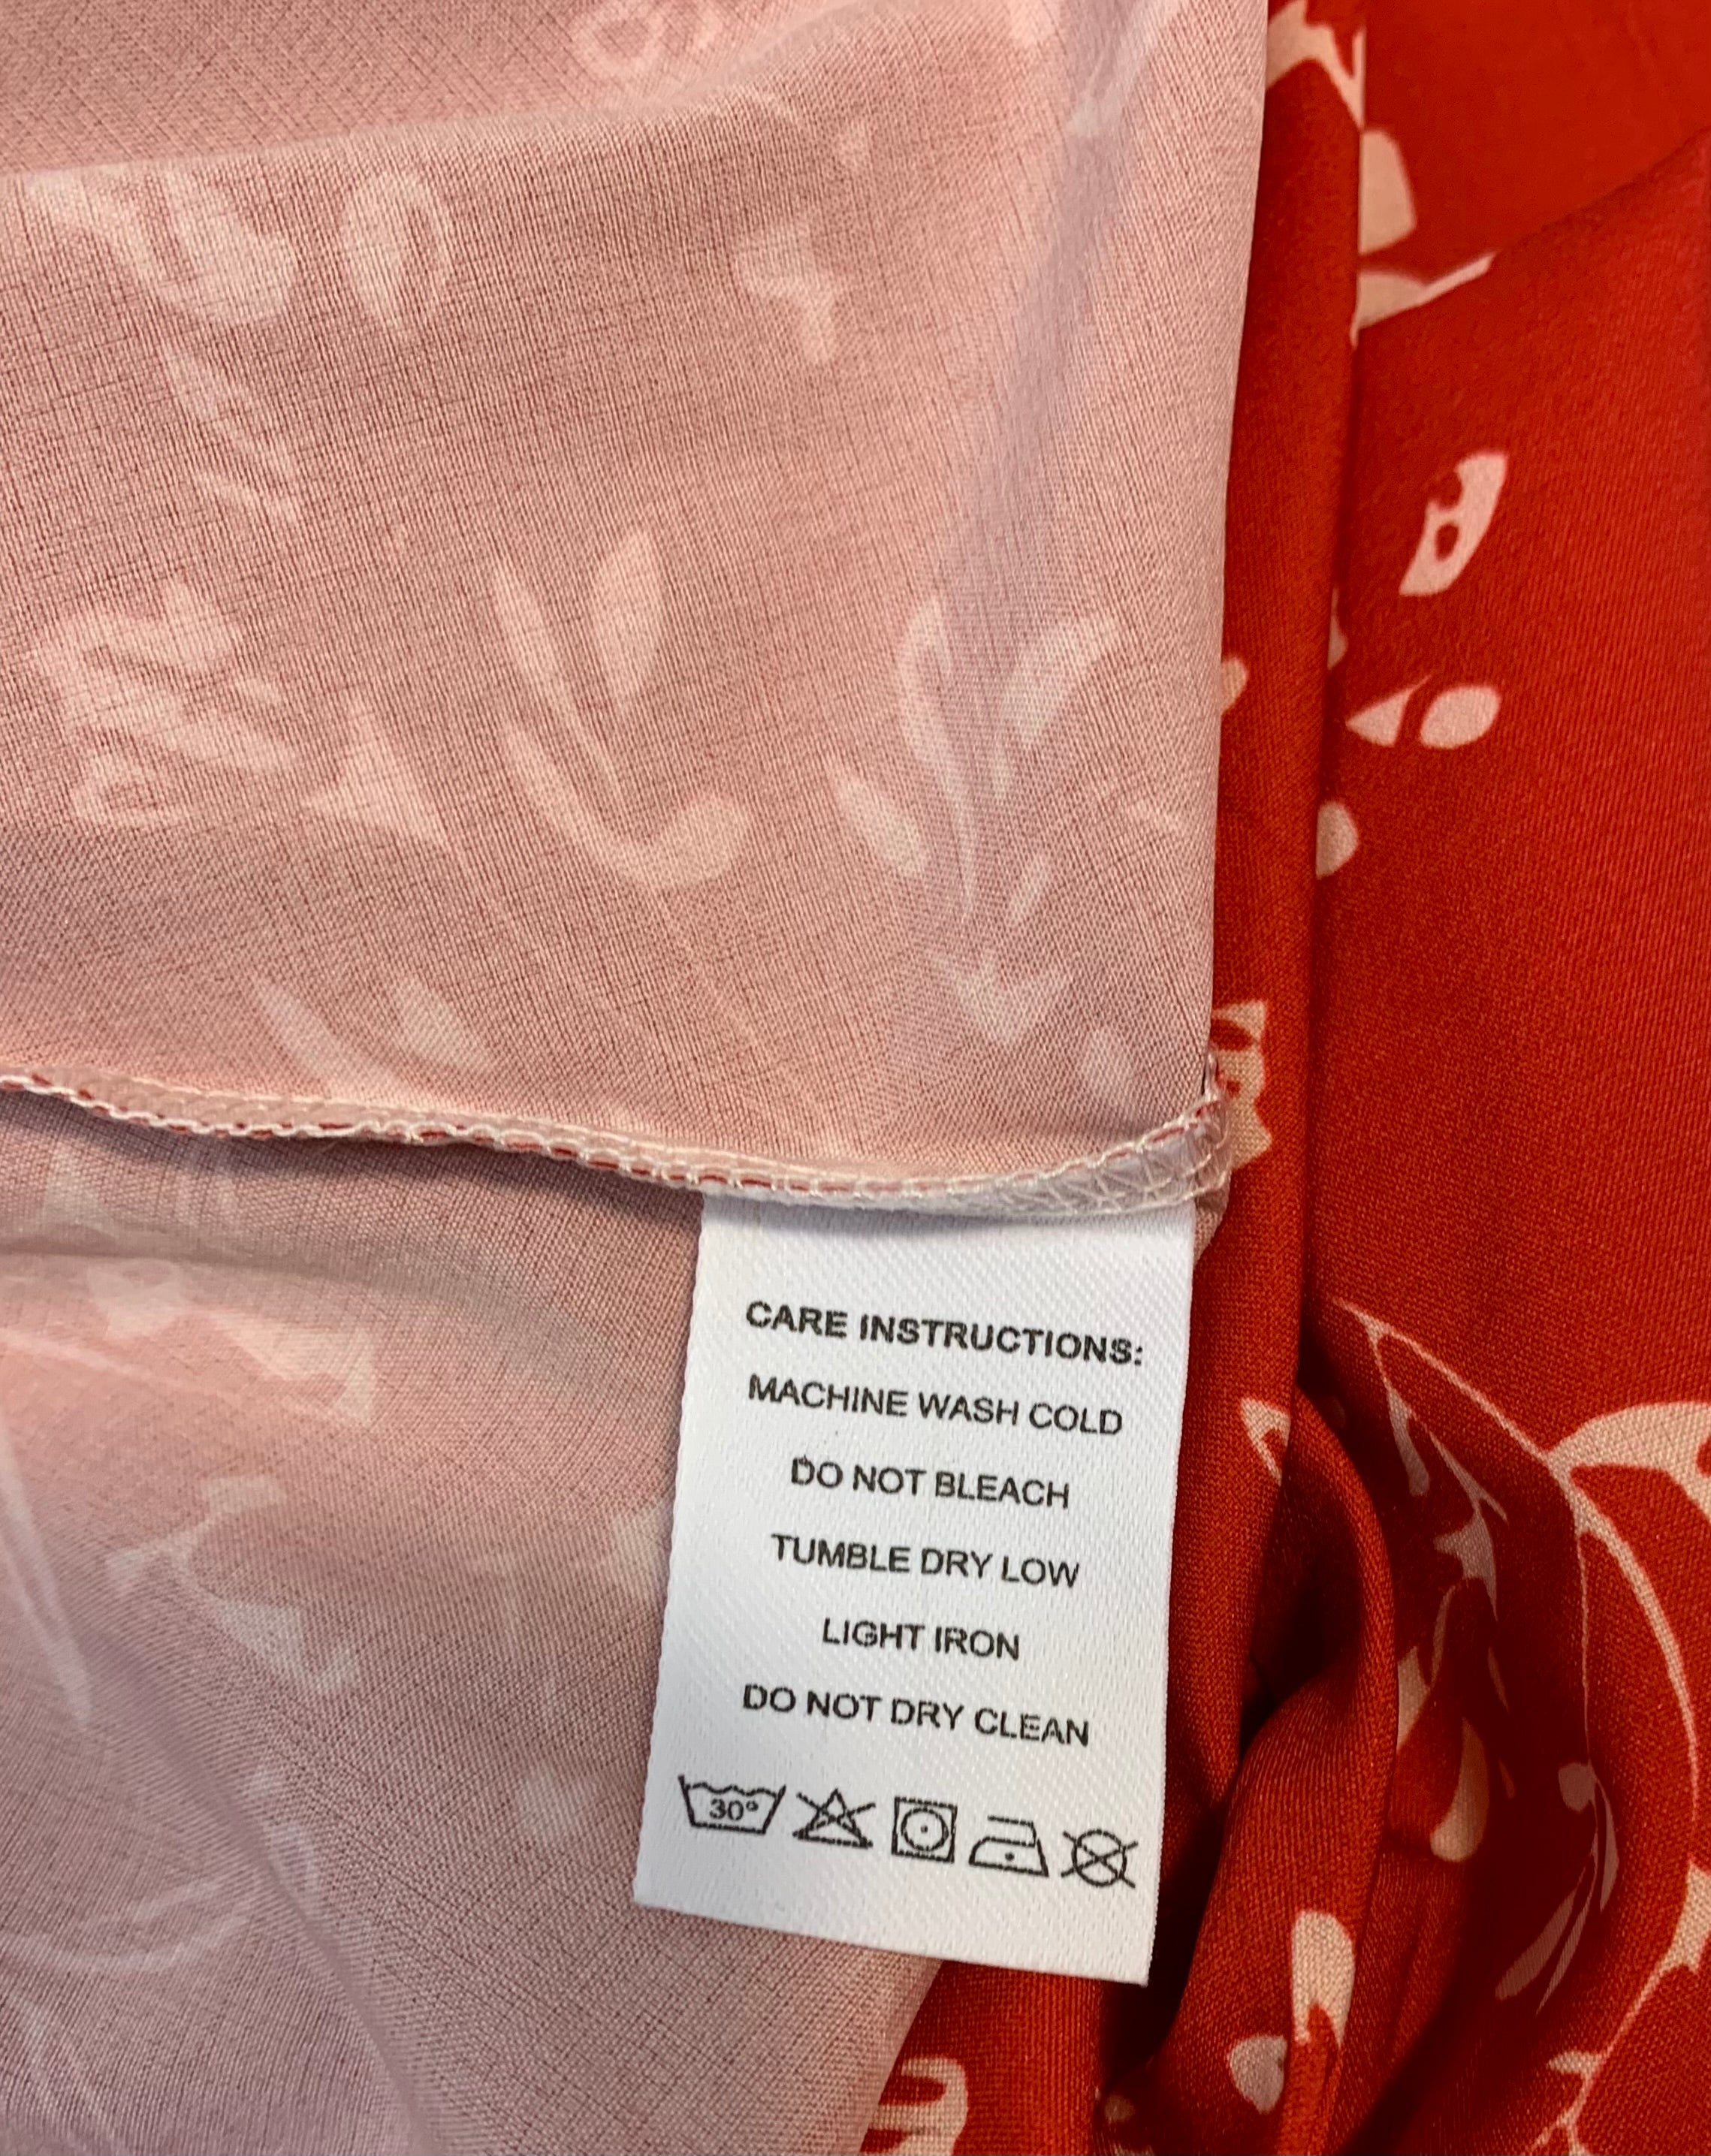 CARE INSTRUCTIONS:
MACHINE WASH COLD
DO NOT BLEACH
TUMBLE DRY LOW
LIGHT IRON
DO NOT DRY CLEAN
30°